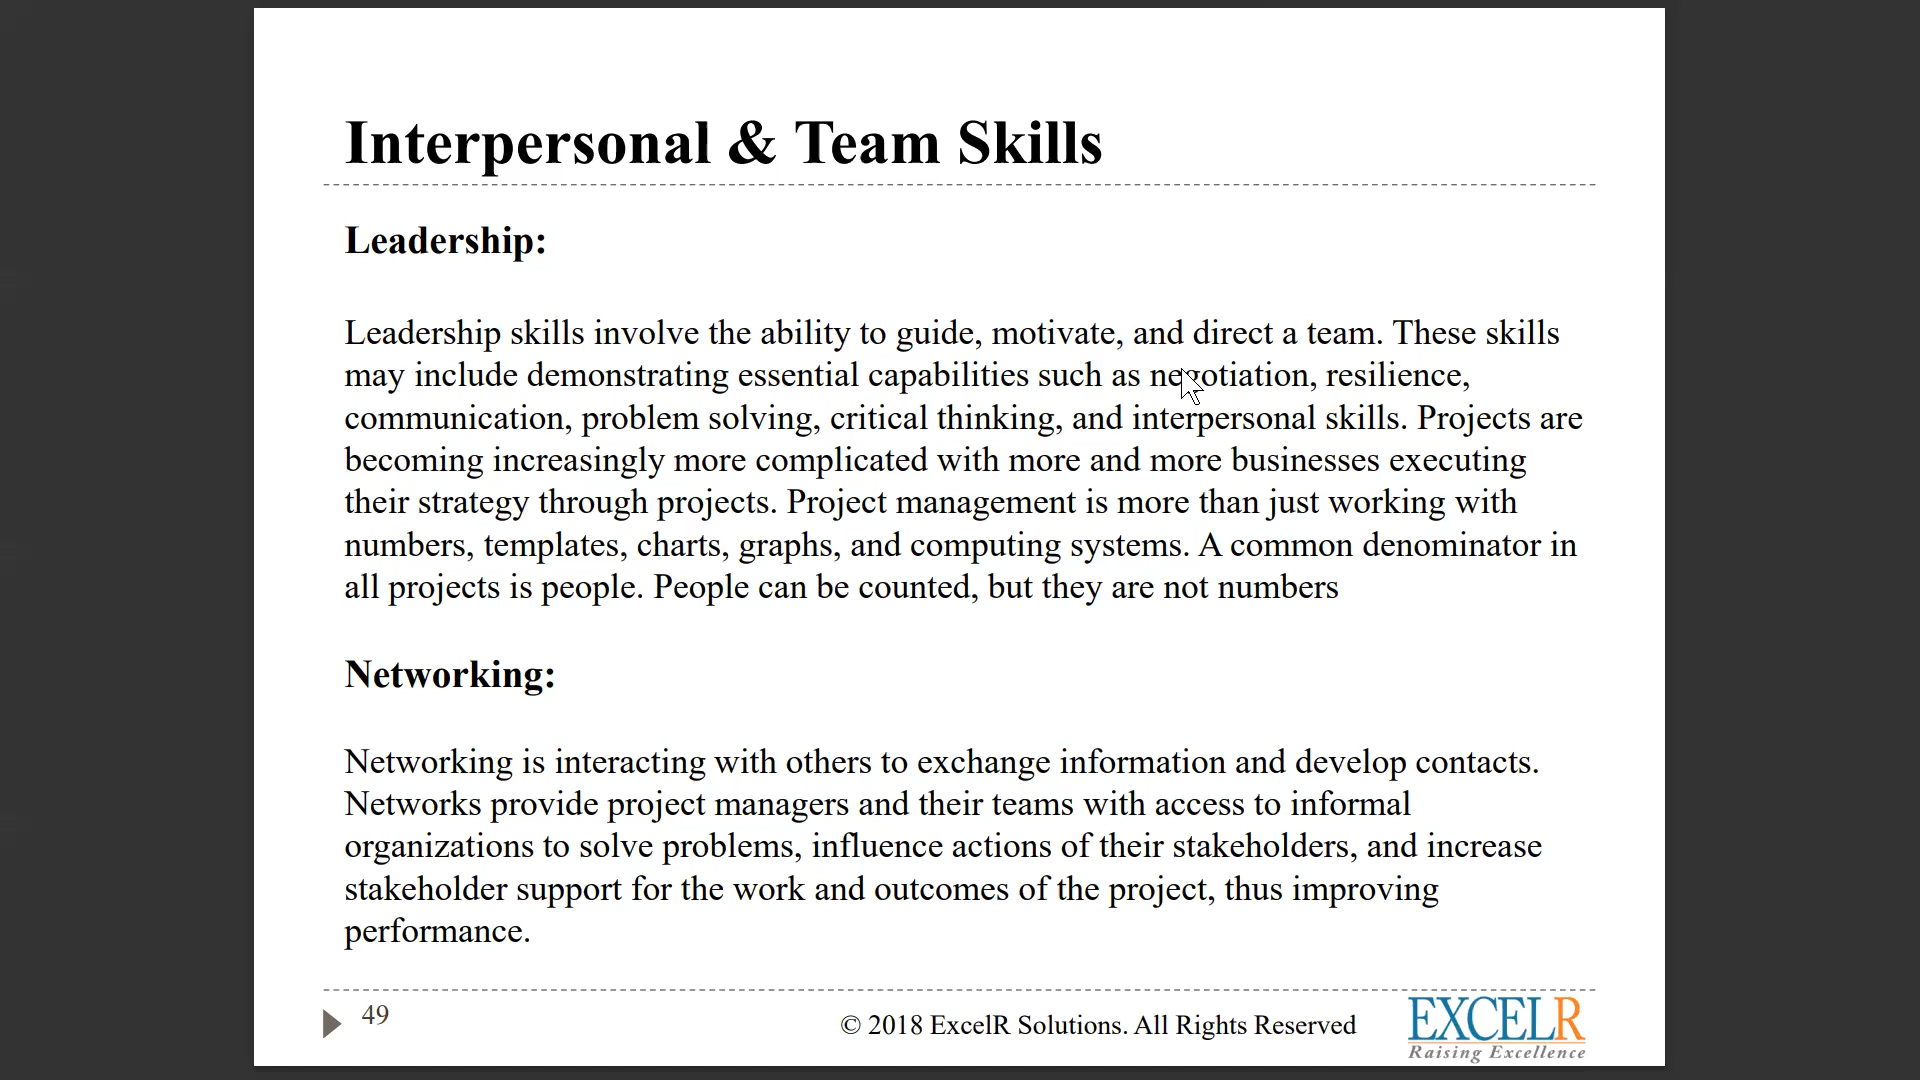 Interpersonal & Team Skills
Leadership:
Leadership skills involve the ability to guide, motivate, and direct a team. These skills
may include demonstrating essential capabilities such as negotiation, resilience,
communication, problem solving, critical thinking, and interpersonal skills. Projects are
becoming increasingly more complicated with more and more businesses executing
their strategy through projects. Project management is more than just working with
numbers, templates, charts, graphs, and computing systems. A common denominator in
all projects is people. People can be counted, but they are not numbers
Networking:
Networking is interacting with others to exchange information and develop contacts.
Networks provide project managers and their teams with access to informal
organizations to solve problems, influence actions of their stakeholders, and increase
stakeholder support for the work and outcomes of the project, thus improving
performance.
49
© 2018 ExcelR Solutions. All Rights Reserved
EXCELR
Raising Excellence